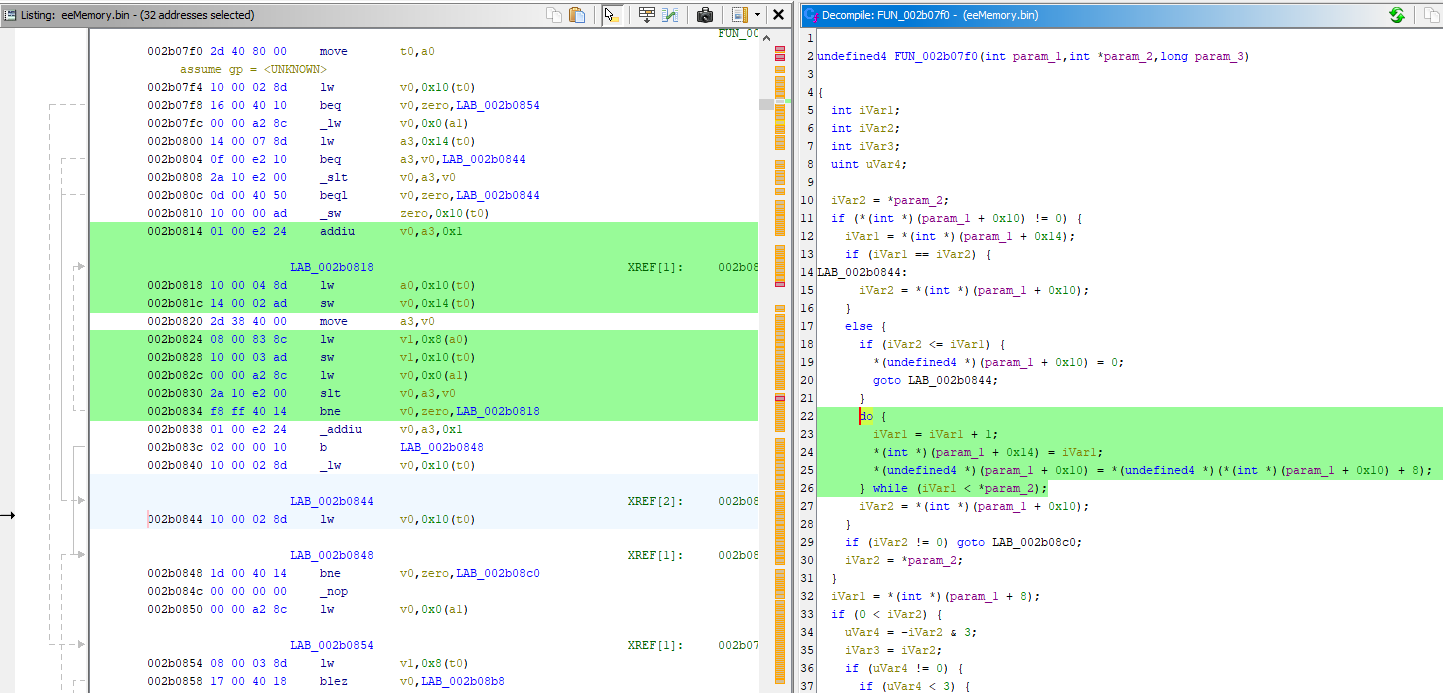 Listing: eeMemory.bin - (32 addresses selected)
FUN_00
002b07f0 2d 40 80 00 move t0,a0
assume gp = <UNKNOWN>
002b07f4 10 00 02 8d lw v0,0x10(t0)
002b07f8 16 00 40 10 beq v0,zero,LAB_002b0854
002b07fc 00 00 a2 8c _lw v0,0x0(a1)
002b0800 14 00 07 8d lw a3,0x14(t0)
002b0804 0f 00 e2 10 beq a3,v0,LAB_002b0844
002b0808 2a 10 e2 00 _slt v0,a3,v0
002b080c 0d 00 40 50 beql v0,zero,LAB_002b0844
002b0810 10 00 00 ad _sw zero,0x10(t0)
002b0814 01 00 e2 24 addiu v0,a3,0x1
LAB_002b0818 XREF[1]: 002b08
002b0818 10 00 04 8d lw a0,0x10(t0)
002b081c 14 00 02 ad sw v0,0x14(t0)
002b0820 2d 38 40 00 move a3,v0
002b0824 08 00 83 8c lw v1,0x8(a0)
002b0828 10 00 03 ad sw v1,0x10(t0)
002b082c 00 00 a2 8c lw v0,0x0(a1)
002b0830 2a 10 e2 00 slt v0,a3,v0
002b0834 f8 ff 40 14 bne v0,zero,LAB_002b0818
002b0838 01 00 e2 24 _addiu v0,a3,0x1
002b083c 02 00 00 10 b LAB_002b0848
002b0840 10 00 02 8d _lw v0,0x10(t0)
LAB_002b0844 XREF[2]: 002b08
002b0844 10 00 02 8d lw v0,0x10(t0)
LAB_002b0848 XREF[1]: 002b08
002b0848 1d 00 40 14 bne v0,zero,LAB_002b08c0
002b084c 00 00 00 00 _nop
002b0850 00 00 a2 8c lw v0,0x0(a1)
LAB_002b0854 XREF[1]: 002b07
002b0854 08 00 03 8d lw v1,0x8(t0)
002b0858 17 00 40 18 blez v0,LAB_002b08b8
Decompile: FUN_002b07f0 - (eeMemory.bin)
1
2 undefined4 FUN_002b07f0(int param_1,int *param_2,long param_3)
3
4 {
5 int iVar1;
6 int iVar2;
7 int iVar3;
8 uint uVar4;
9
10 iVar2 = *param_2;
11 if (*(int *)(param_1 + 0x10) != 0) {
12 iVar1 = *(int *)(param_1 + 0x14);
13 if (iVar1 == iVar2) {
14 LAB_002b0844:
15 iVar2 = *(int *)(param_1 + 0x10);
16 }
17 else {
18 if (iVar2 <= iVar1) {
19 *(undefined4 *)(param_1 + 0x10) = 0;
20 goto LAB_002b0844;
21 }
22 do {
23 iVar1 = iVar1 + 1;
24 *(int *)(param_1 + 0x14) = iVar1;
25 *(undefined4 *)(param_1 + 0x10) = *(undefined4 *)(*(int *)(param_1 + 0x10) + 8);
26 } while (iVar1 < *param_2);
27 iVar2 = *(int *)(param_1 + 0x10);
28 }
29 if (iVar2 != 0) goto LAB_002b08c0;
30 iVar2 = *param_2;
31 }
32 iVar1 = *(int *)(param_1 + 8);
33 if (0 < iVar2) {
34 uVar4 = -iVar2 & 3;
35 iVar3 = iVar2;
36 if (uVar4 != 0) {
37 if (uVar4 < 3) {